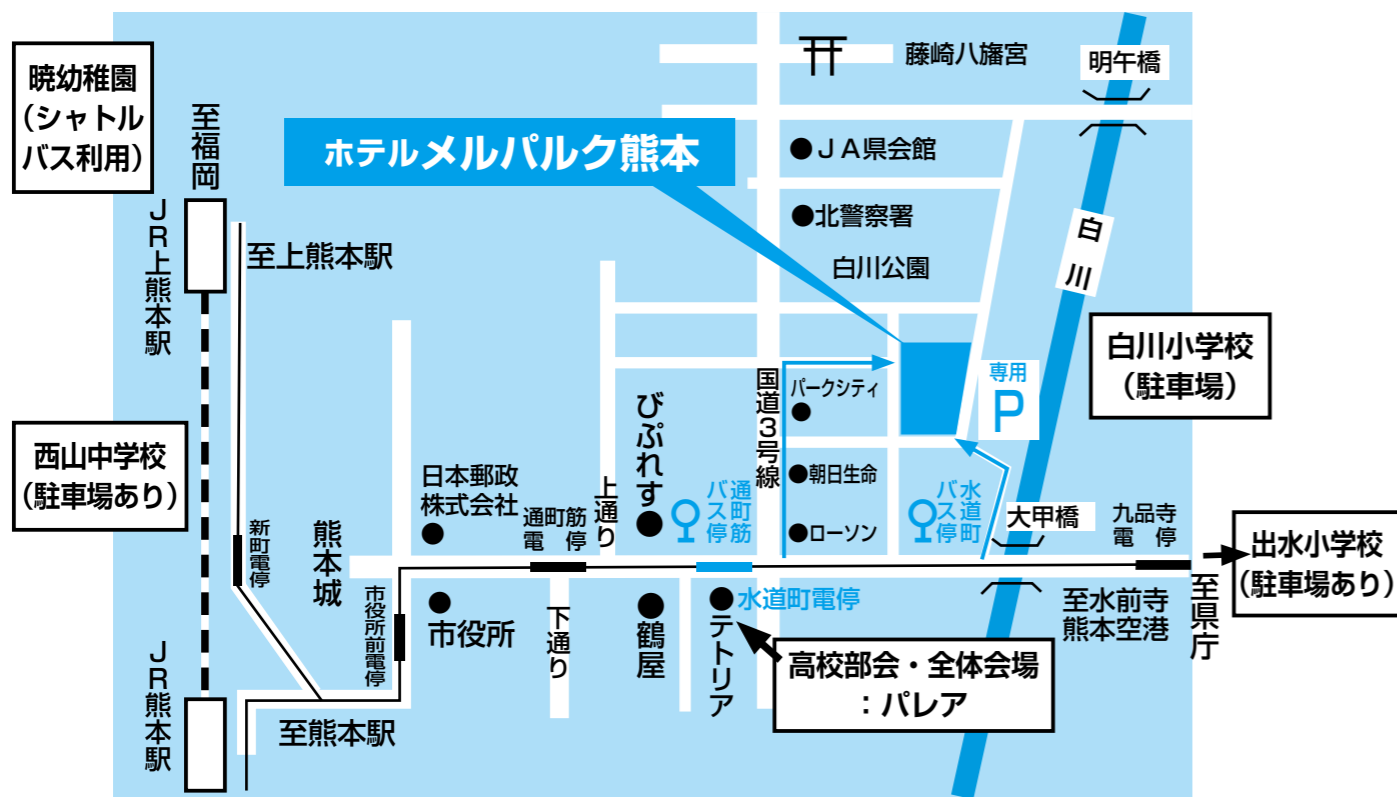 藤崎八旛宮
明午橋
暁幼稚園
(シャトル
バス利用)
至福岡
ホテルメルパルク熊本
ＪＡ県会館
北警察署
白川
白川公園
ＪＲ上熊本駅
至上熊本駅
白川小学校
(駐車場)
専用
P
国道３号線
パークシティ
びぷれす
西山中学校
(駐車場あり)
日本郵政
株式会社
上通り
通町筋
バス停
朝日生命
水道町
バス停
通町筋
電停
ローソン
大甲橋
九品寺
電停
新町電停
熊本城
出水小学校
(駐車場あり)
市役所前電停
市役所
下通り
鶴屋
水道町電停
テトリア
至水前寺
熊本空港
至県庁
高校部会・全体会場
：パレア
ＪＲ熊本駅
至熊本駅